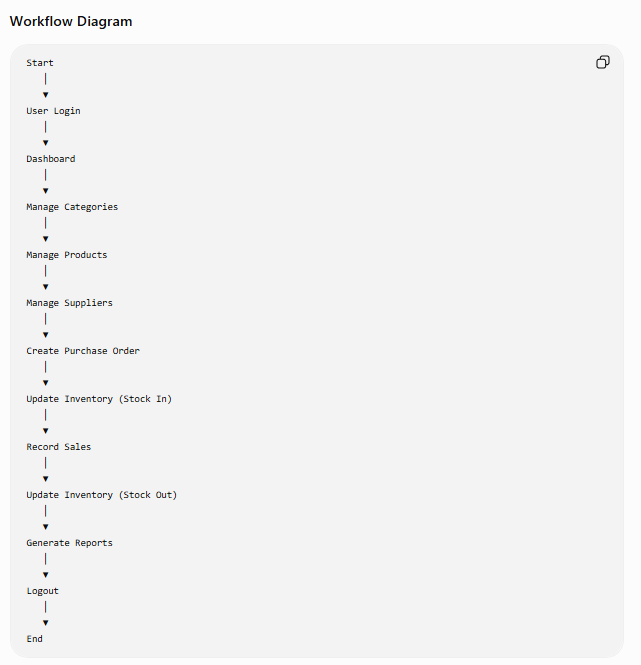 Workflow Diagram
Start
│
▼
User Login
│
▼
Dashboard
│
▼
Manage Categories
│
▼
Manage Products
│
▼
Manage Suppliers
│
▼
Create Purchase Order
│
▼
Update Inventory (Stock In)
│
▼
Record Sales
│
▼
Update Inventory (Stock Out)
│
▼
Generate Reports
│
▼
Logout
│
▼
End